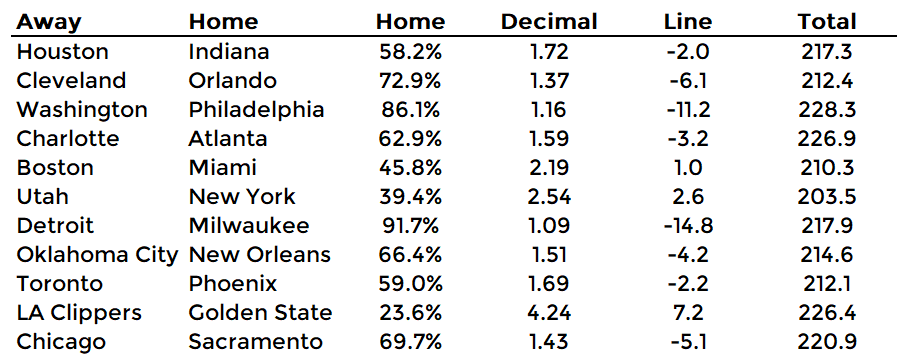 Away Home Home Decimal Line Total
Houston Indiana 58.2% 1.72 -2.0 217.3
Cleveland Orlando 72.9% 1.37 -6.1 212.4
Washington Philadelphia 86.1% 1.16 -11.2 228.3
Charlotte Atlanta 62.9% 1.59 -3.2 226.9
Boston Miami 45.8% 2.19 1.0 210.3
Utah New York 39.4% 2.54 2.6 203.5
Detroit Milwaukee 91.7% 1.09 -14.8 217.9
Oklahoma City New Orleans 66.4% 1.51 -4.2 214.6
Toronto Phoenix 59.0% 1.69 -2.2 212.1
LA Clippers Golden State 23.6% 4.24 7.2 226.4
Chicago Sacramento 69.7% 1.43 -5.1 220.9